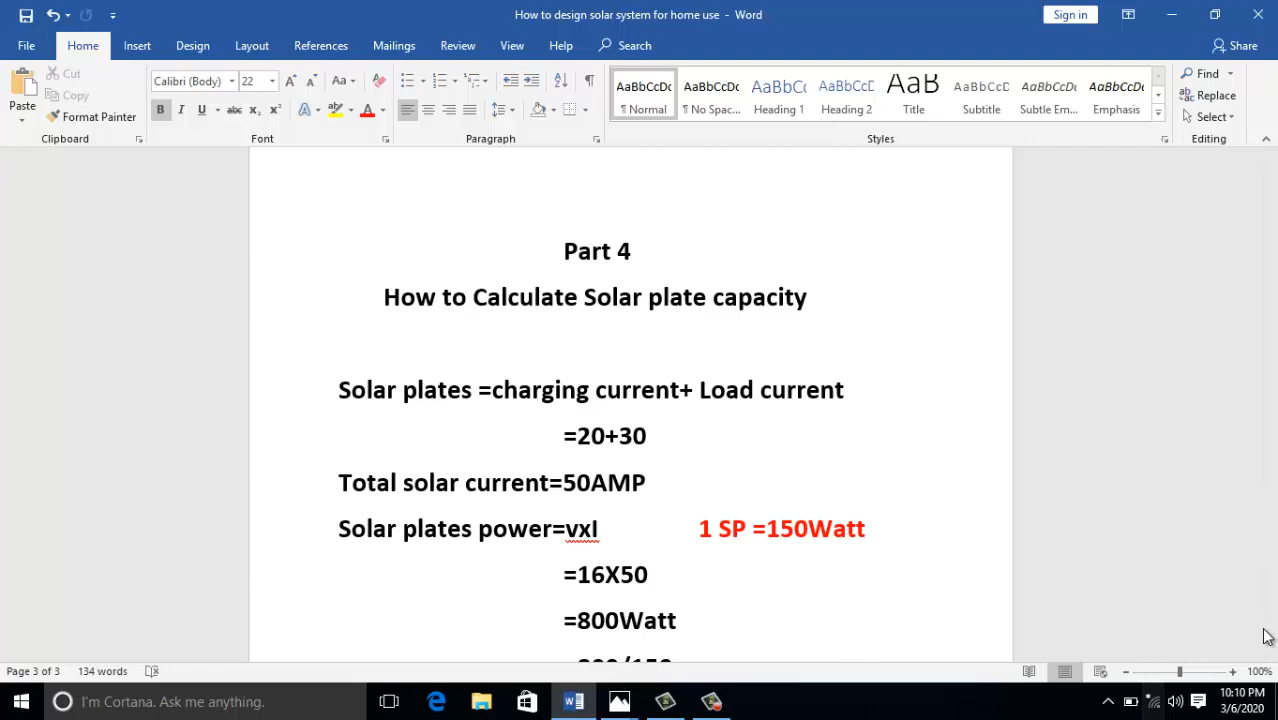 How to design solar system for home use - Word
Sign in
File Home Insert Design Layout References Mailings Review View Help Search Share
Paste
Cut
Copy
Format Painter
Clipboard
Calibri (Body) 22
Font
Paragraph
AaBbCcDc AaBbCcDc AaBbCc AaBbCcD AaB AaBbCcD AaBbCcDc AaBbCcDc
¶ Normal ¶ No Spac... Heading 1 Heading 2 Title Subtitle Subtle Em... Emphasis
Styles
Find
Replace
Select
Editing
Part 4
How to Calculate Solar plate capacity
Solar plates =charging current+ Load current
=20+30
Total solar current=50AMP
Solar plates power=vxI 1 SP =150Watt
=16X50
=800Watt
=800/150
Page 3 of 3 134 words 100%
I'm Cortana. Ask me anything.
10:10 PM
3/6/2020